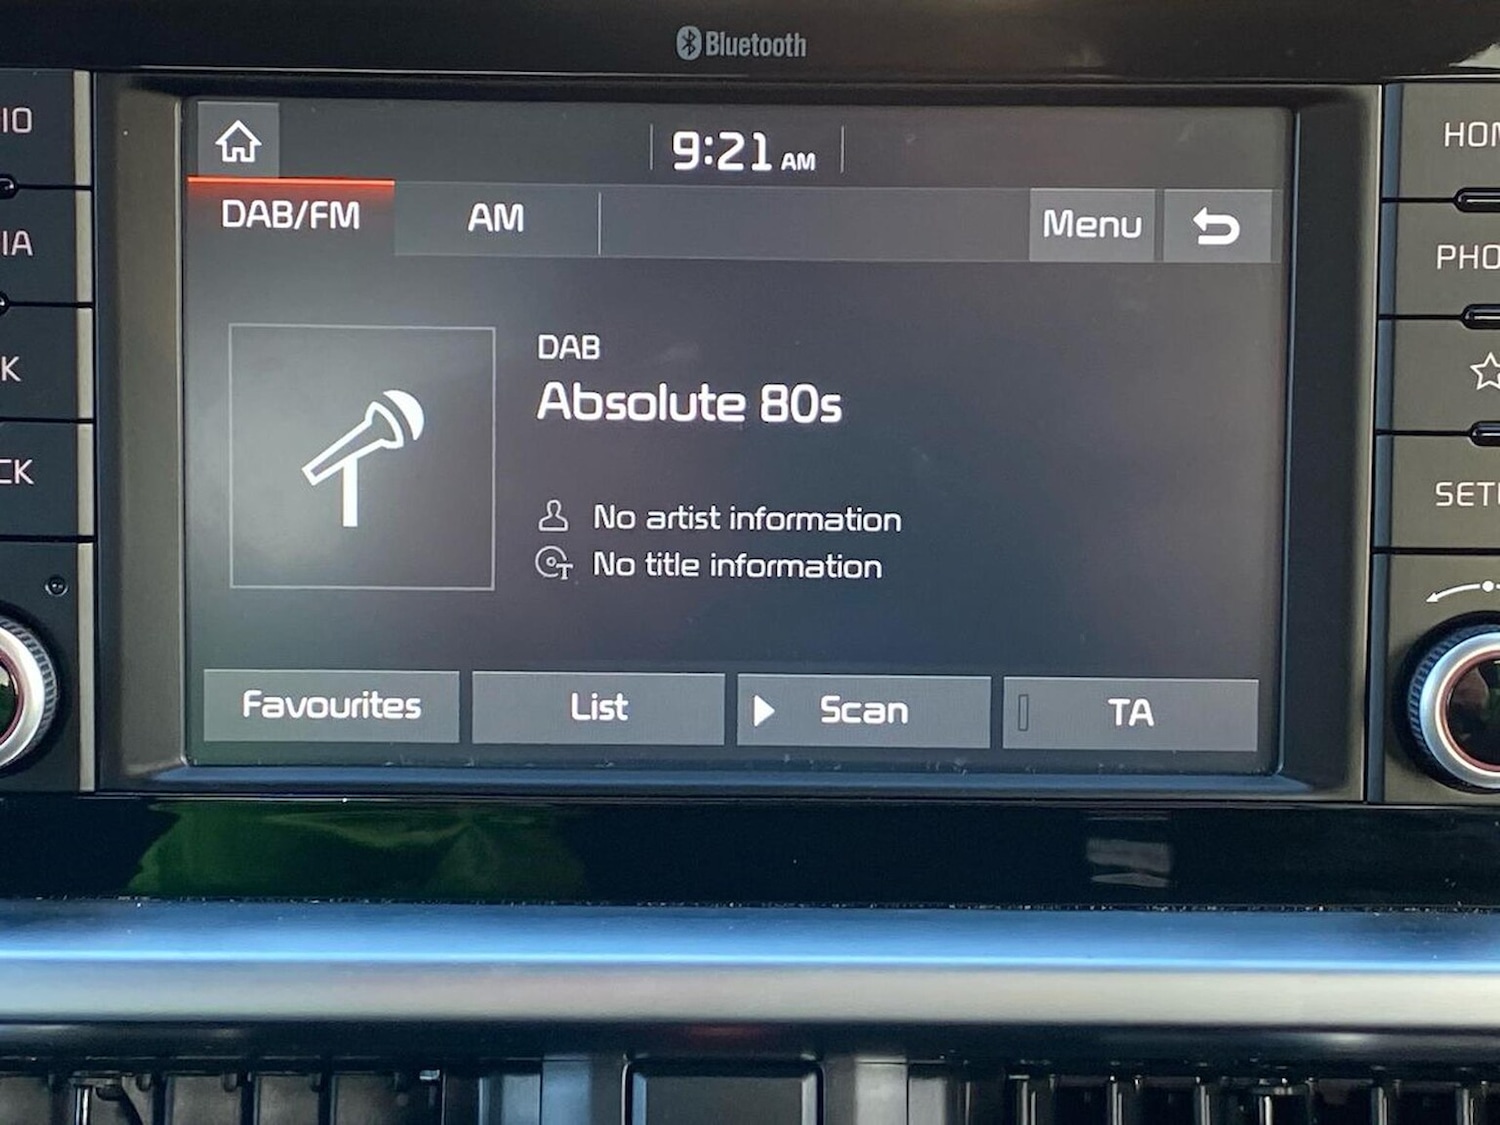 Bluetooth
9:21 AM
DAB/FM
AM
Menu
DAB
Absolute 80s
No artist information
No title information
Favourites
List
Scan
TA